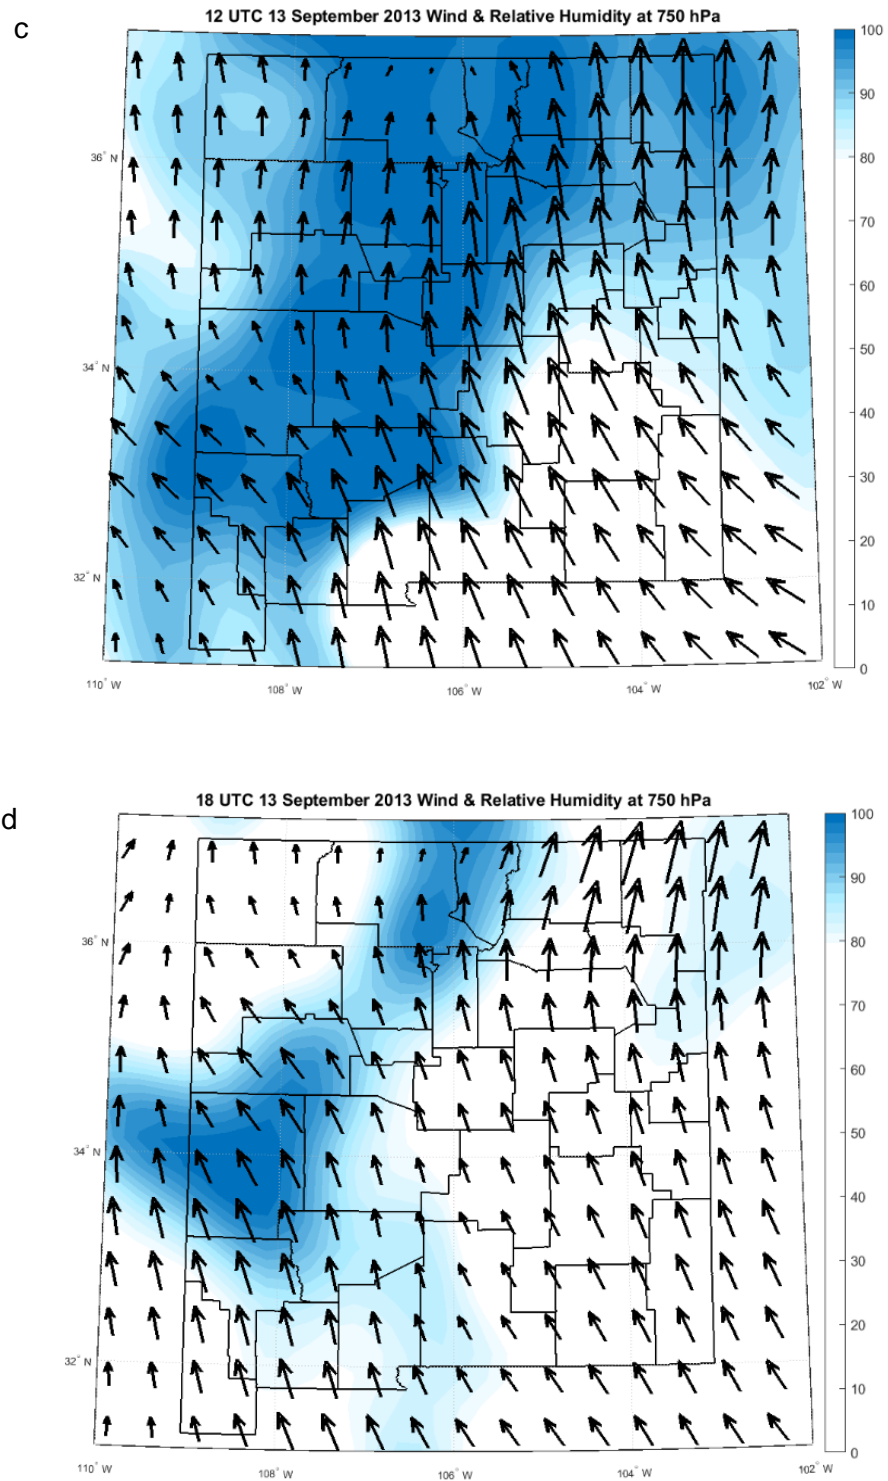 c
12 UTC 13 September 2013 Wind & Relative Humidity at 750 hPa
100
90
80
70
60
50
40
30
20
10
0
36° N
34° N
32° N
110° W
108° W
106° W
104° W
102° W
d
18 UTC 13 September 2013 Wind & Relative Humidity at 750 hPa
100
90
80
70
60
50
40
30
20
10
0
36° N
34° N
32° N
110° W
108° W
106° W
104° W
102° W